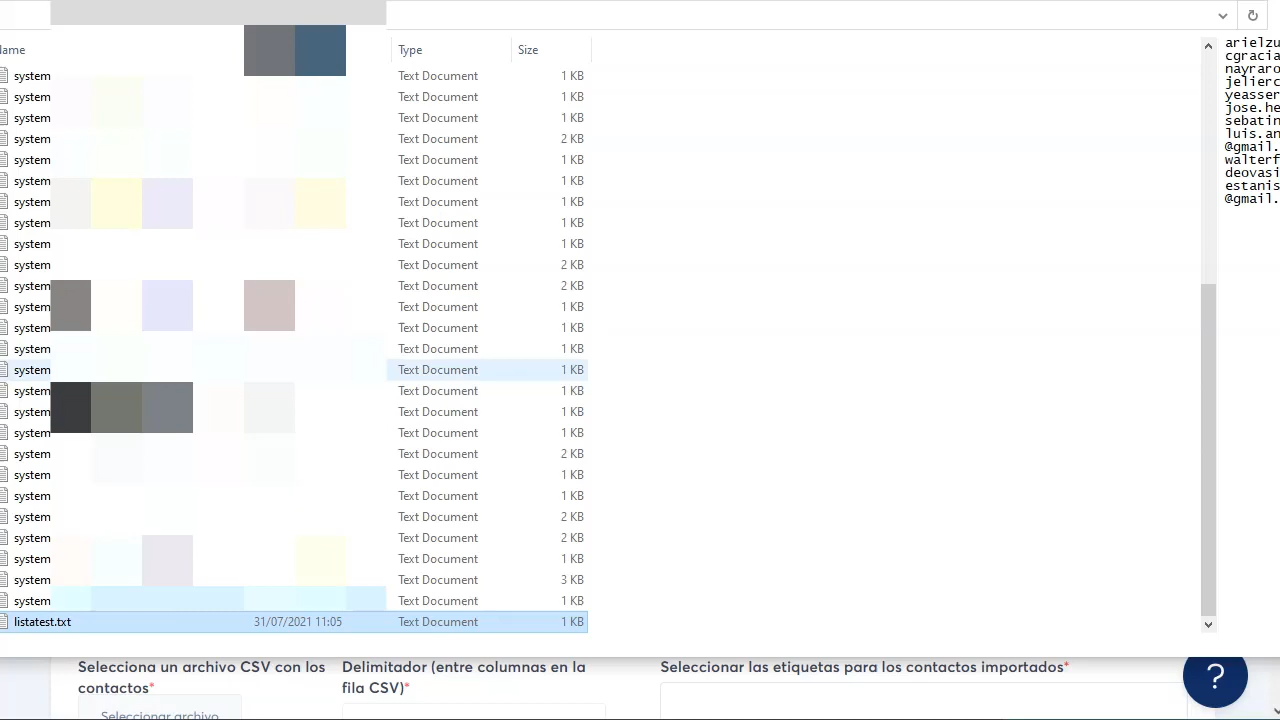 ame Type Size
system Text Document 1 KB
system Text Document 1 KB
system Text Document 1 KB
system Text Document 2 KB
system Text Document 1 KB
system Text Document 1 KB
system Text Document 1 KB
system Text Document 1 KB
system Text Document 1 KB
system Text Document 2 KB
system Text Document 2 KB
system Text Document 1 KB
system Text Document 1 KB
system Text Document 1 KB
system Text Document 1 KB
system Text Document 1 KB
system Text Document 1 KB
system Text Document 1 KB
system Text Document 2 KB
system Text Document 1 KB
system Text Document 1 KB
system Text Document 2 KB
system Text Document 2 KB
system Text Document 1 KB
system Text Document 3 KB
system Text Document 1 KB
listatest.txt 31/07/2021 11:05 Text Document 1 KB
arielzu
cgracia
nayraro
jelierc
yeasser
jose.he
sebatin
luis.an
@gmail.
walterf
deovasi
estanis
@gmail.
Selecciona un archivo CSV con los
contactos*
Seleccionar archivo
Delimitador (entre columnas en la
fila CSV)*
Seleccionar las etiquetas para los contactos importados*
?